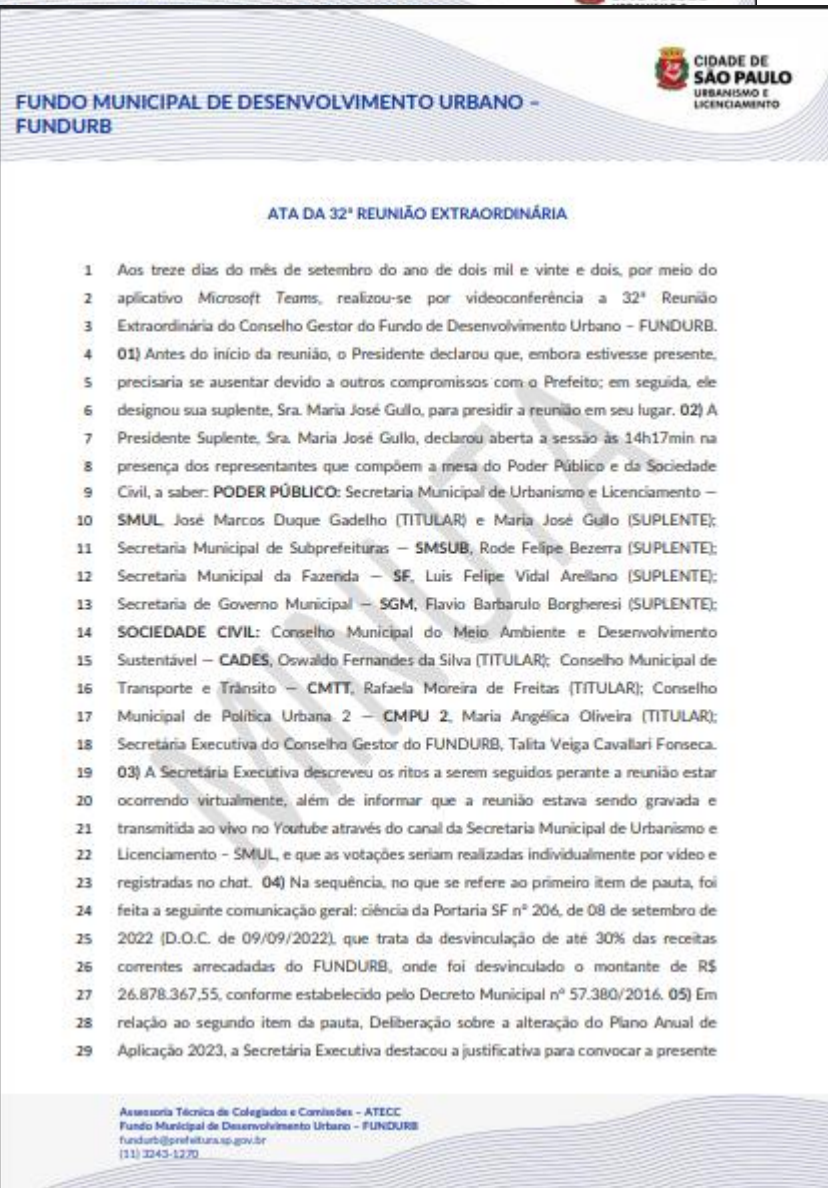 FUNDO MUNICIPAL DE DESENVOLVIMENTO URBANO –
FUNDURB
CIDADE DE
SÃO PAULO
URBANISMO E
LICENCIAMENTO
ATA DA 32ª REUNIÃO EXTRAORDINÁRIA
1 Aos treze dias do mês de setembro do ano de dois mil e vinte e dois, por meio do
2 aplicativo Microsoft Teams, realizou-se por videoconferência a 32ª Reunião
3 Extraordinária do Conselho Gestor do Fundo de Desenvolvimento Urbano – FUNDURB.
4 01) Antes do início da reunião, o Presidente declarou que, embora estivesse presente,
5 precisaria se ausentar devido a outros compromissos com o Prefeito; em seguida, ele
6 designou sua suplente, Sra. Maria José Gullo, para presidir a reunião em seu lugar. 02) A
7 Presidente Suplente, Sra. Maria José Gullo, declarou aberta a sessão às 14h17min na
8 presença dos representantes que compõem a mesa do Poder Público e da Sociedade
9 Civil, a saber: PODER PÚBLICO: Secretaria Municipal de Urbanismo e Licenciamento –
10 SMUL, José Marcos Duque Gadelho (TITULAR) e Maria José Gullo (SUPLENTE);
11 Secretaria Municipal de Subprefeituras – SMSUB, Rode Felipe Bezerra (SUPLENTE);
12 Secretaria Municipal da Fazenda – SF, Luis Felipe Vidal Arellano (SUPLENTE);
13 Secretaria de Governo Municipal – SGM, Flavio Barbarulo Borgheresi (SUPLENTE);
14 SOCIEDADE CIVIL: Conselho Municipal do Meio Ambiente e Desenvolvimento
15 Sustentável – CADES, Oswaldo Fernandes da Silva (TITULAR); Conselho Municipal de
16 Transporte e Trânsito – CMTT, Rafaela Moreira de Freitas (TITULAR); Conselho
17 Municipal de Política Urbana 2 – CMPU 2, Maria Angélica Oliveira (TITULAR);
18 Secretária Executiva do Conselho Gestor do FUNDURB, Talita Veiga Cavallari Fonseca.
19 03) A Secretária Executiva descreveu os ritos a serem seguidos perante a reunião estar
20 ocorrendo virtualmente, além de informar que a reunião estava sendo gravada e
21 transmitida ao vivo no Youtube através do canal da Secretaria Municipal de Urbanismo e
22 Licenciamento – SMUL, e que as votações seriam realizadas individualmente por vídeo e
23 registradas no chat. 04) Na sequência, no que se refere ao primeiro item de pauta, foi
24 feita a seguinte comunicação geral: ciência da Portaria SF nº 206, de 08 de setembro de
25 2022 (D.O.C. de 09/09/2022), que trata da desvinculação de até 30% das receitas
26 correntes arrecadadas do FUNDURB, onde foi desvinculado o montante de R$
27 26.878.367,55, conforme estabelecido pelo Decreto Municipal nº 57.380/2016. 05) Em
28 relação ao segundo item da pauta, Deliberação sobre a alteração do Plano Anual de
29 Aplicação 2023, a Secretária Executiva destacou a justificativa para convocar a presente
MINUTA
Assessoria Técnica de Colegiados e Comissões – ATECC
Fundo Municipal de Desenvolvimento Urbano – FUNDURB
fundurb@prefeitura.sp.gov.br
(11) 3243-1270